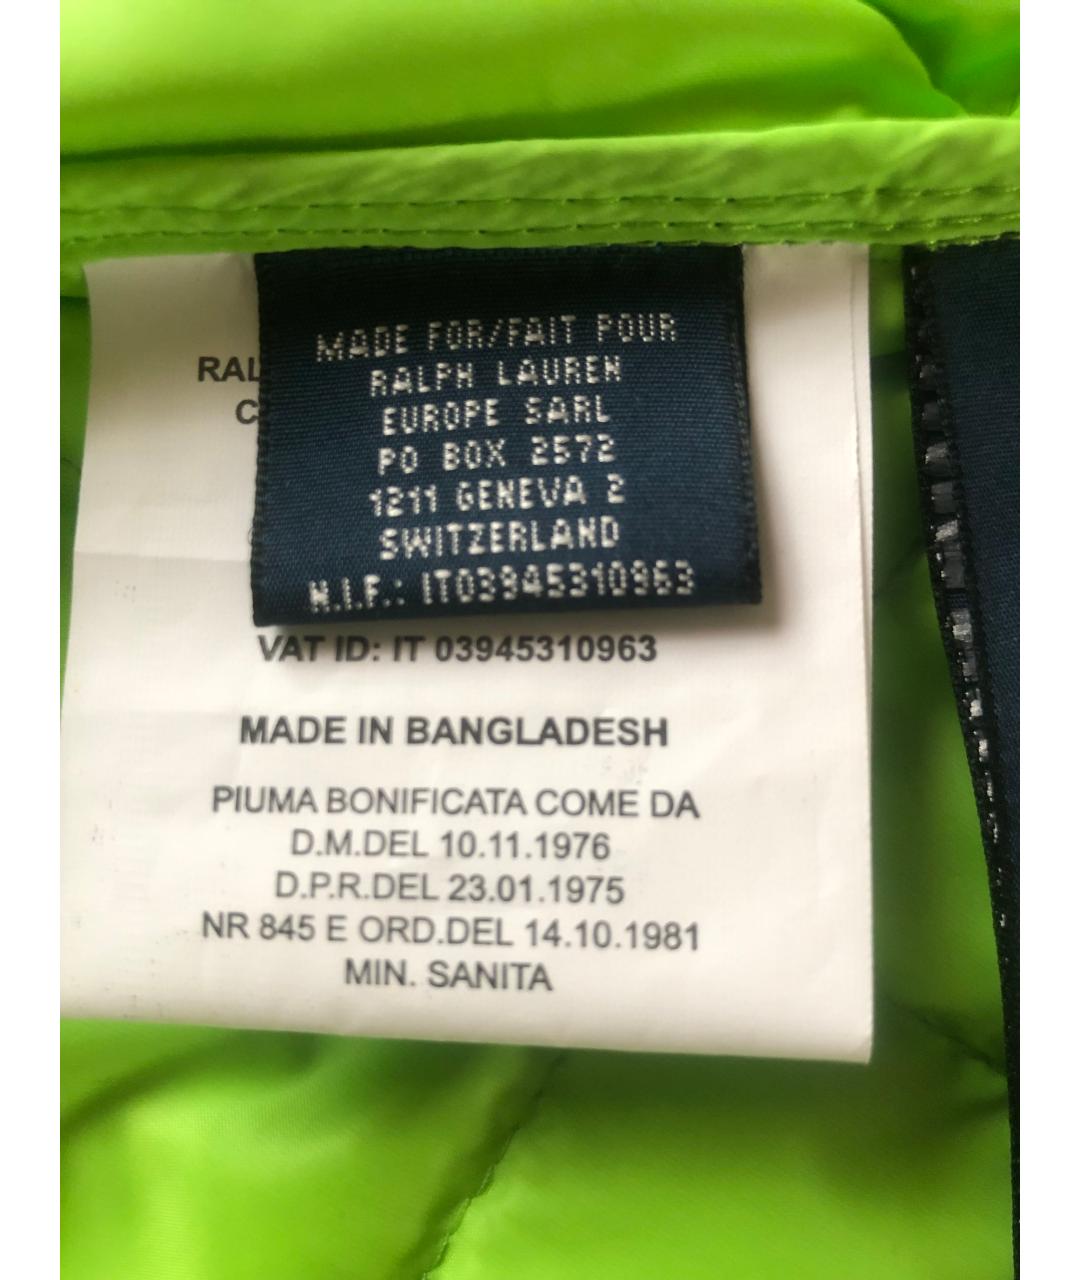 MADE FOR/FAIT POUR
RALPH LAUREN
EUROPE SARL
PO BOX 2572
1211 GENEVA 2
SWITZERLAND
N.I.F.: IT03945310963
VAT ID: IT 03945310963
MADE IN BANGLADESH
PIUMA BONIFICATA COME DA
D.M.DEL 10.11.1976
D.P.R.DEL 23.01.1975
NR 845 E ORD.DEL 14.10.1981
MIN. SANITA